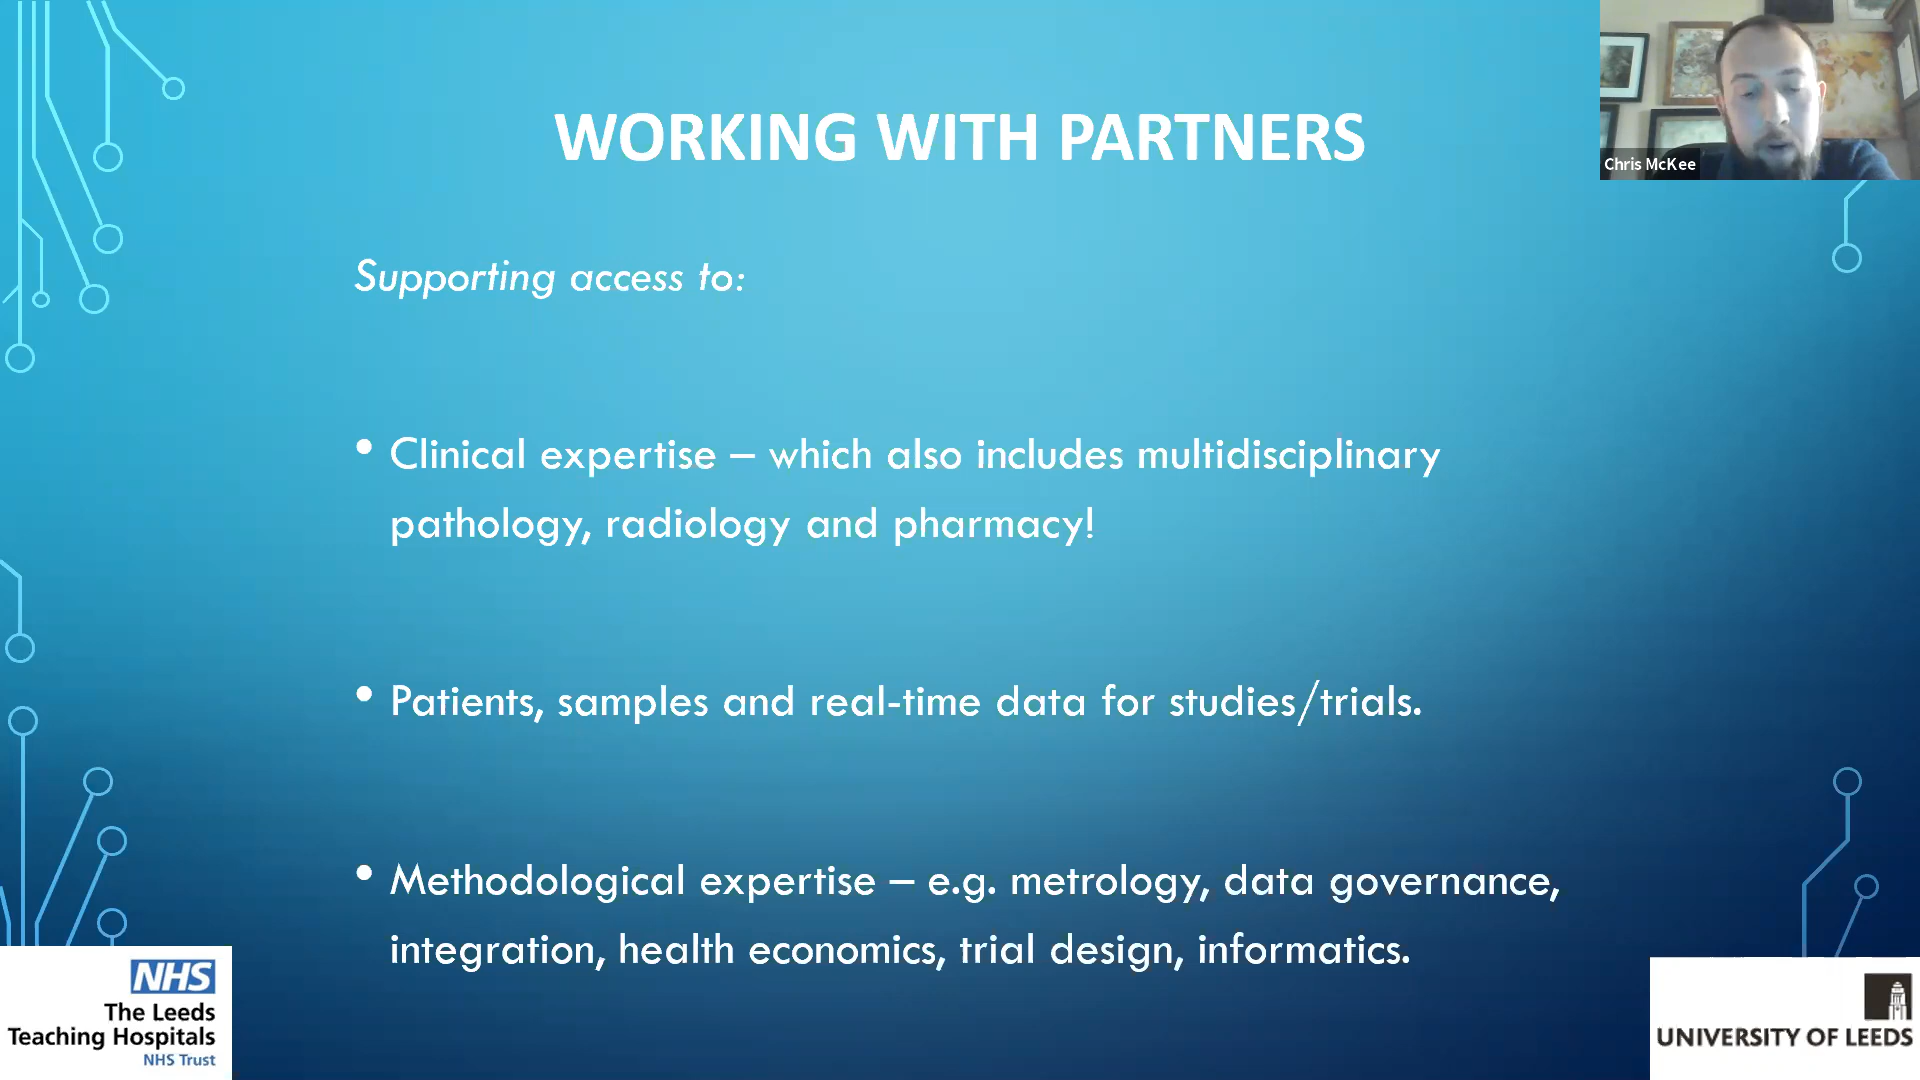 WORKING WITH PARTNERS
Chris McKee
Supporting access to:
• Clinical expertise – which also includes multidisciplinary
pathology, radiology and pharmacy!
• Patients, samples and real-time data for studies/trials.
• Methodological expertise – e.g. metrology, data governance,
integration, health economics, trial design, informatics.
NHS
The Leeds
Teaching Hospitals
NHS Trust
UNIVERSITY OF LEEDS